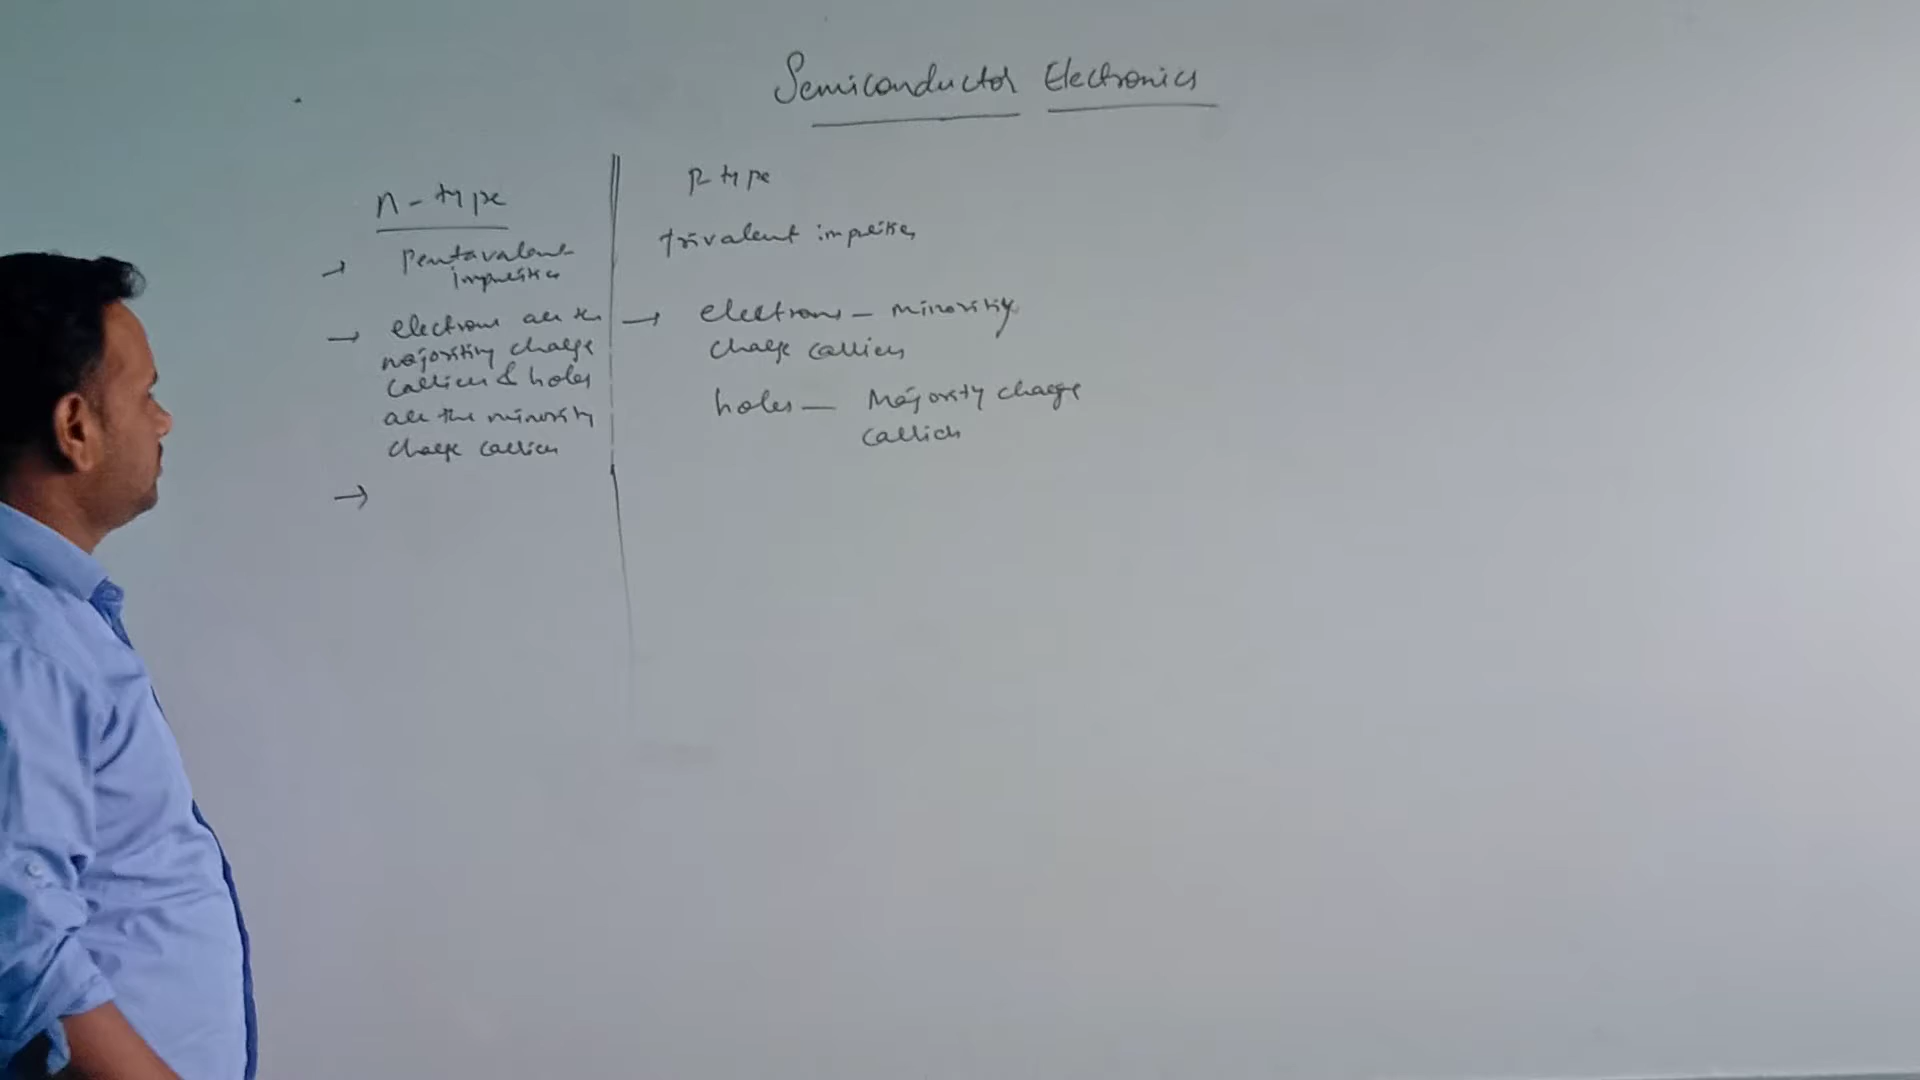 Semiconductor Electronics
n-type
→ Pentavalent
impurities
→ electrons are the
majority charge
carriers & holes
are the minority
charge carriers
→
p-type
trivalent impurities
→ electrons - minority
charge carriers
holes - Majority charge
carriers